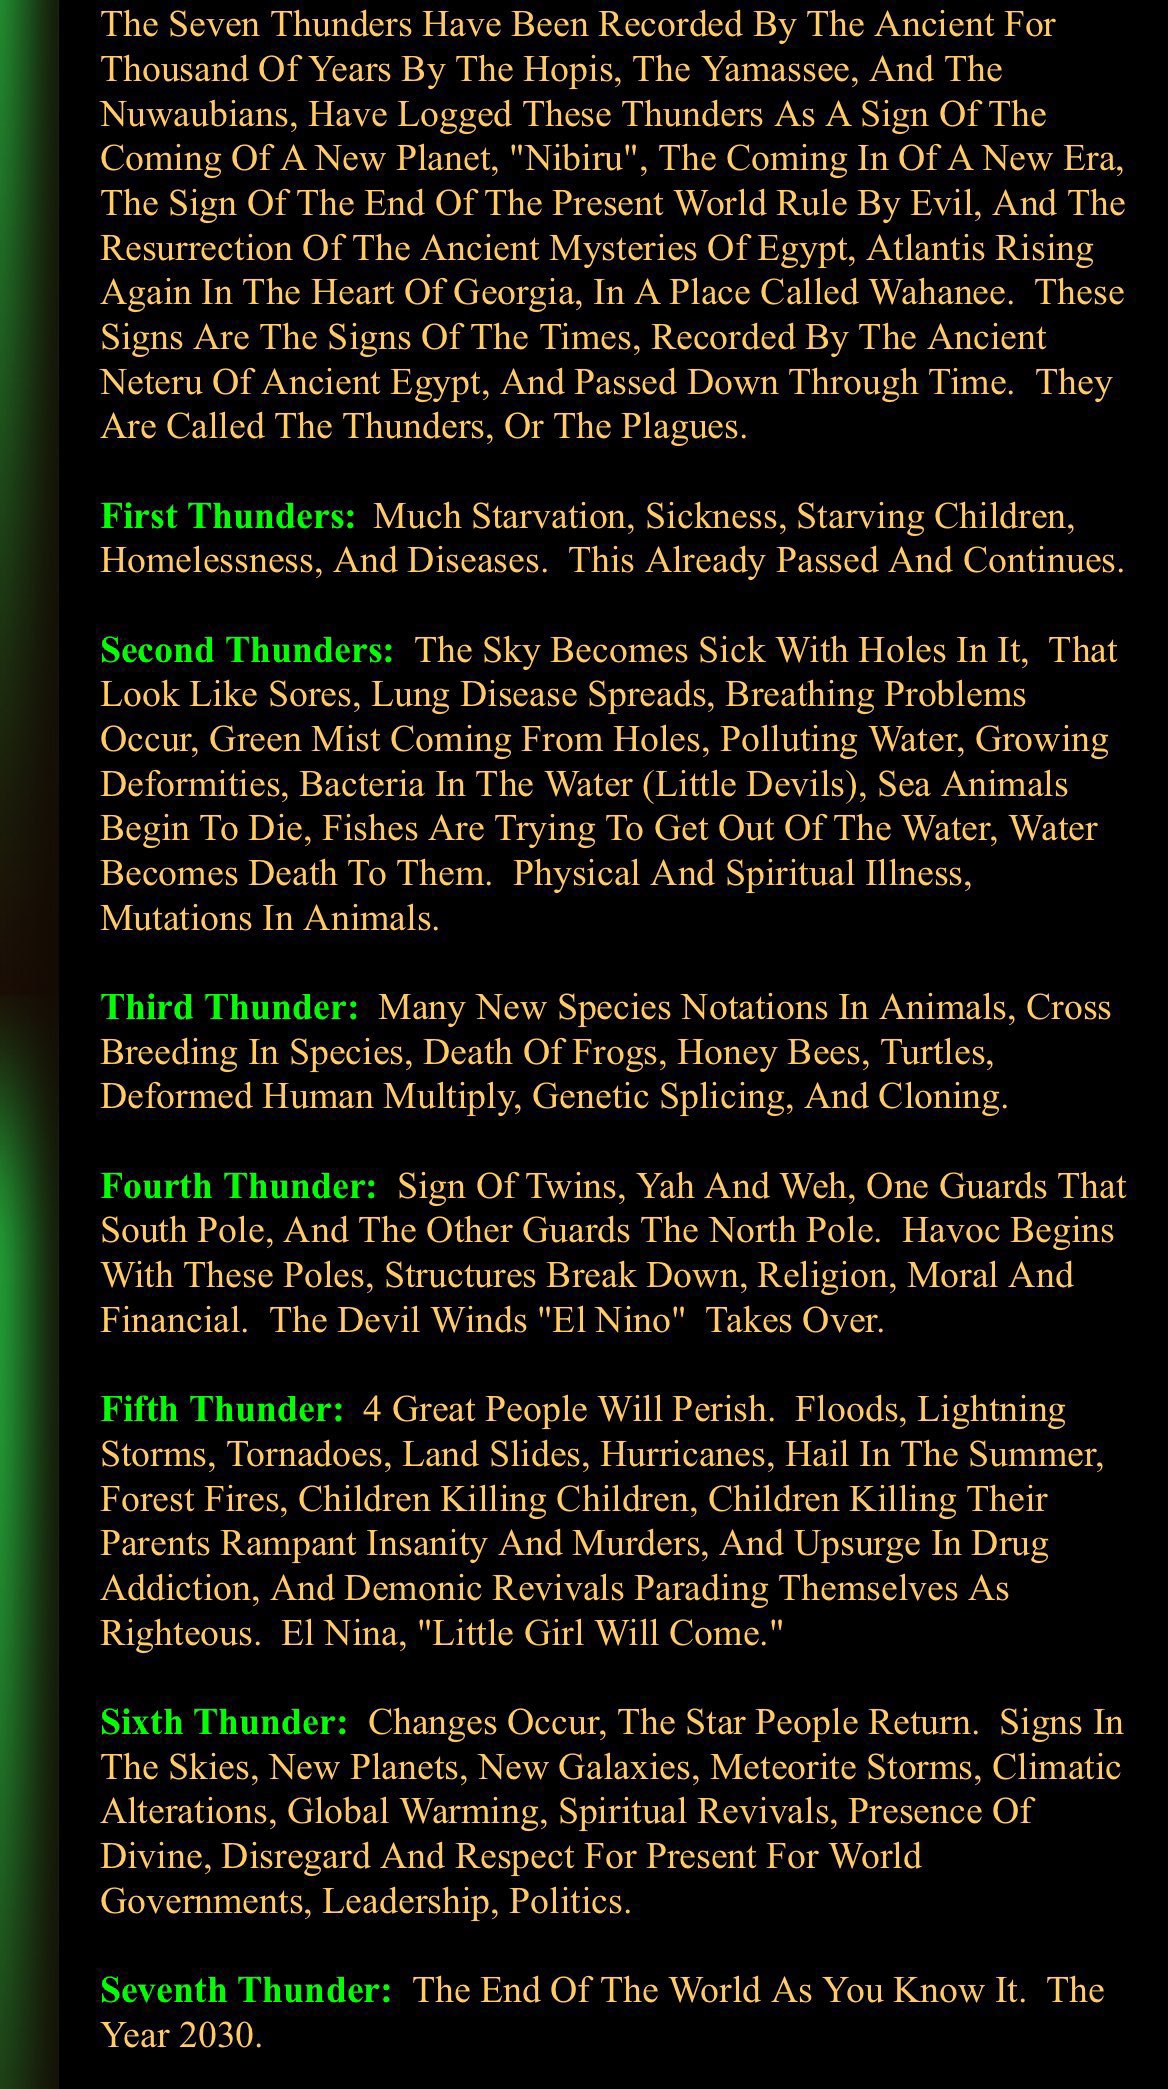 The Seven Thunders Have Been Recorded By The Ancient For
Thousand Of Years By The Hopis, The Yamassee, And The
Nuwaubians, Have Logged These Thunders As A Sign Of The
Coming Of A New Planet, "Nibiru", The Coming In Of A New Era,
The Sign Of The End Of The Present World Rule By Evil, And The
Resurrection Of The Ancient Mysteries Of Egypt, Atlantis Rising
Again In The Heart Of Georgia, In A Place Called Wahanee.  These
Signs Are The Signs Of The Times, Recorded By The Ancient
Neteru Of Ancient Egypt, And Passed Down Through Time.  They
Are Called The Thunders, Or The Plagues.
First Thunders:  Much Starvation, Sickness, Starving Children,
Homelessness, And Diseases.  This Already Passed And Continues.
Second Thunders:  The Sky Becomes Sick With Holes In It,  That
Look Like Sores, Lung Disease Spreads, Breathing Problems
Occur, Green Mist Coming From Holes, Polluting Water, Growing
Deformities, Bacteria In The Water (Little Devils), Sea Animals
Begin To Die, Fishes Are Trying To Get Out Of The Water, Water
Becomes Death To Them.  Physical And Spiritual Illness,
Mutations In Animals.
Third Thunder:  Many New Species Notations In Animals, Cross
Breeding In Species, Death Of Frogs, Honey Bees, Turtles,
Deformed Human Multiply, Genetic Splicing, And Cloning.
Fourth Thunder:  Sign Of Twins, Yah And Weh, One Guards That
South Pole, And The Other Guards The North Pole.  Havoc Begins
With These Poles, Structures Break Down, Religion, Moral And
Financial.  The Devil Winds "El Nino"  Takes Over.
Fifth Thunder:  4 Great People Will Perish.  Floods, Lightning
Storms, Tornadoes, Land Slides, Hurricanes, Hail In The Summer,
Forest Fires, Children Killing Children, Children Killing Their
Parents Rampant Insanity And Murders, And Upsurge In Drug
Addiction, And Demonic Revivals Parading Themselves As
Righteous.  El Nina, "Little Girl Will Come."
Sixth Thunder:  Changes Occur, The Star People Return.  Signs In
The Skies, New Planets, New Galaxies, Meteorite Storms, Climatic
Alterations, Global Warming, Spiritual Revivals, Presence Of
Divine, Disregard And Respect For Present For World
Governments, Leadership, Politics.
Seventh Thunder:  The End Of The World As You Know It.  The
Year 2030.